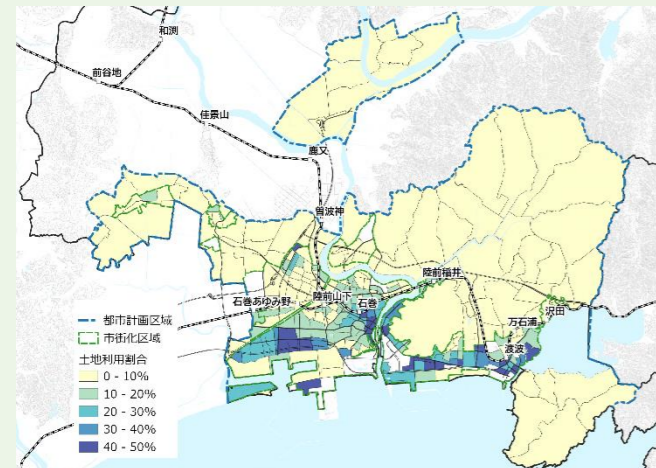 和渕
前谷地
佳景山
鹿又
曽波神
陸前稲井
石巻あゆみ野
陸前山下
石巻
沢田
万石浦
渡波
都市計画区域
市街化区域
土地利用割合
0 - 10%
10 - 20%
20 - 30%
30 - 40%
40 - 50%